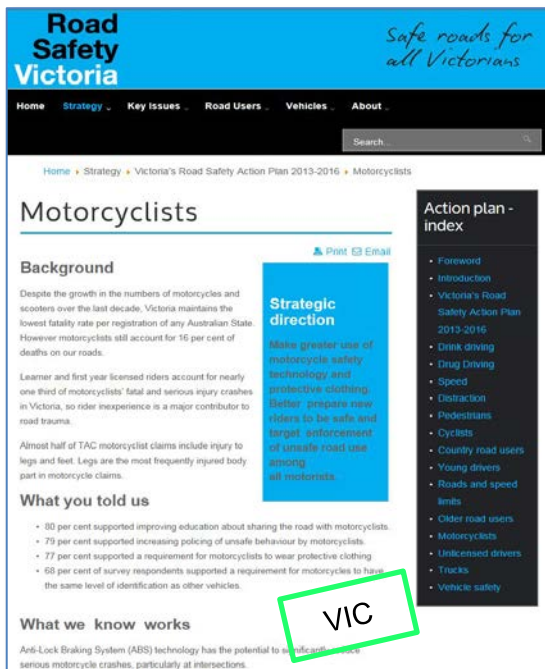 Road
Safety
Victoria
Safe roads for
all Victorians
Home Strategy Key Issues Road Users Vehicles About
Search...
Home Strategy Victoria's Road Safety Action Plan 2013-2016 Motorcyclists
Motorcyclists
Print Email
Background
Despite the growth in the numbers of motorcycles and
scooters over the last decade, Victoria maintains the
lowest fatality rate per registration of any Australian State.
However motorcyclists still account for 16 per cent of
deaths on our roads.
Learner and first year licensed riders account for nearly
one third of motorcyclists' fatal and serious injury crashes
in Victoria, so rider inexperience is a major contributor to
road trauma.
Almost half of TAC motorcyclist claims include injury to
legs and feet. Legs are the most frequently injured body
part in motorcycle claims.
Strategic
direction
Make greater use of
motorcycle safety
technology and
protective clothing.
Better prepare new
riders to be safe and
target enforcement
of unsafe road use
among
all motorists.
What you told us
• 80 per cent supported improving education about sharing the road with motorcyclists.
• 79 per cent supported increasing policing of unsafe behaviour by motorcyclists.
• 77 per cent supported a requirement for motorcyclists to wear protective clothing
• 68 per cent of survey respondents supported a requirement for motorcycles to have
the same level of identification as other vehicles.
What we know works
Anti-Lock Braking System (ABS) technology has the potential to
serious motorcycle crashes, particularly at intersections.
VIC
Action plan -
index
• Foreword
• Introduction
• Victoria's Road
Safety Action Plan
2013-2016
• Drink driving
• Drug Driving
• Speed
• Distraction
• Pedestrians
• Cyclists
• Country road users
• Young drivers
• Roads and speed
limits
• Older road users
• Motorcyclists
• Unlicensed drivers
• Trucks
• Vehicle safety